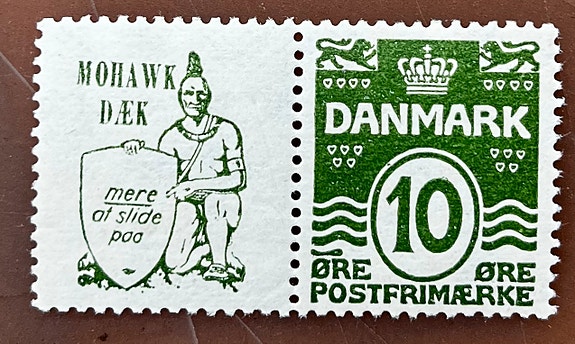 MOHAWK
DÆK
mere
at slide
paa
DANMARK
10
ØRE ØRE
POSTFRIMÆRKE